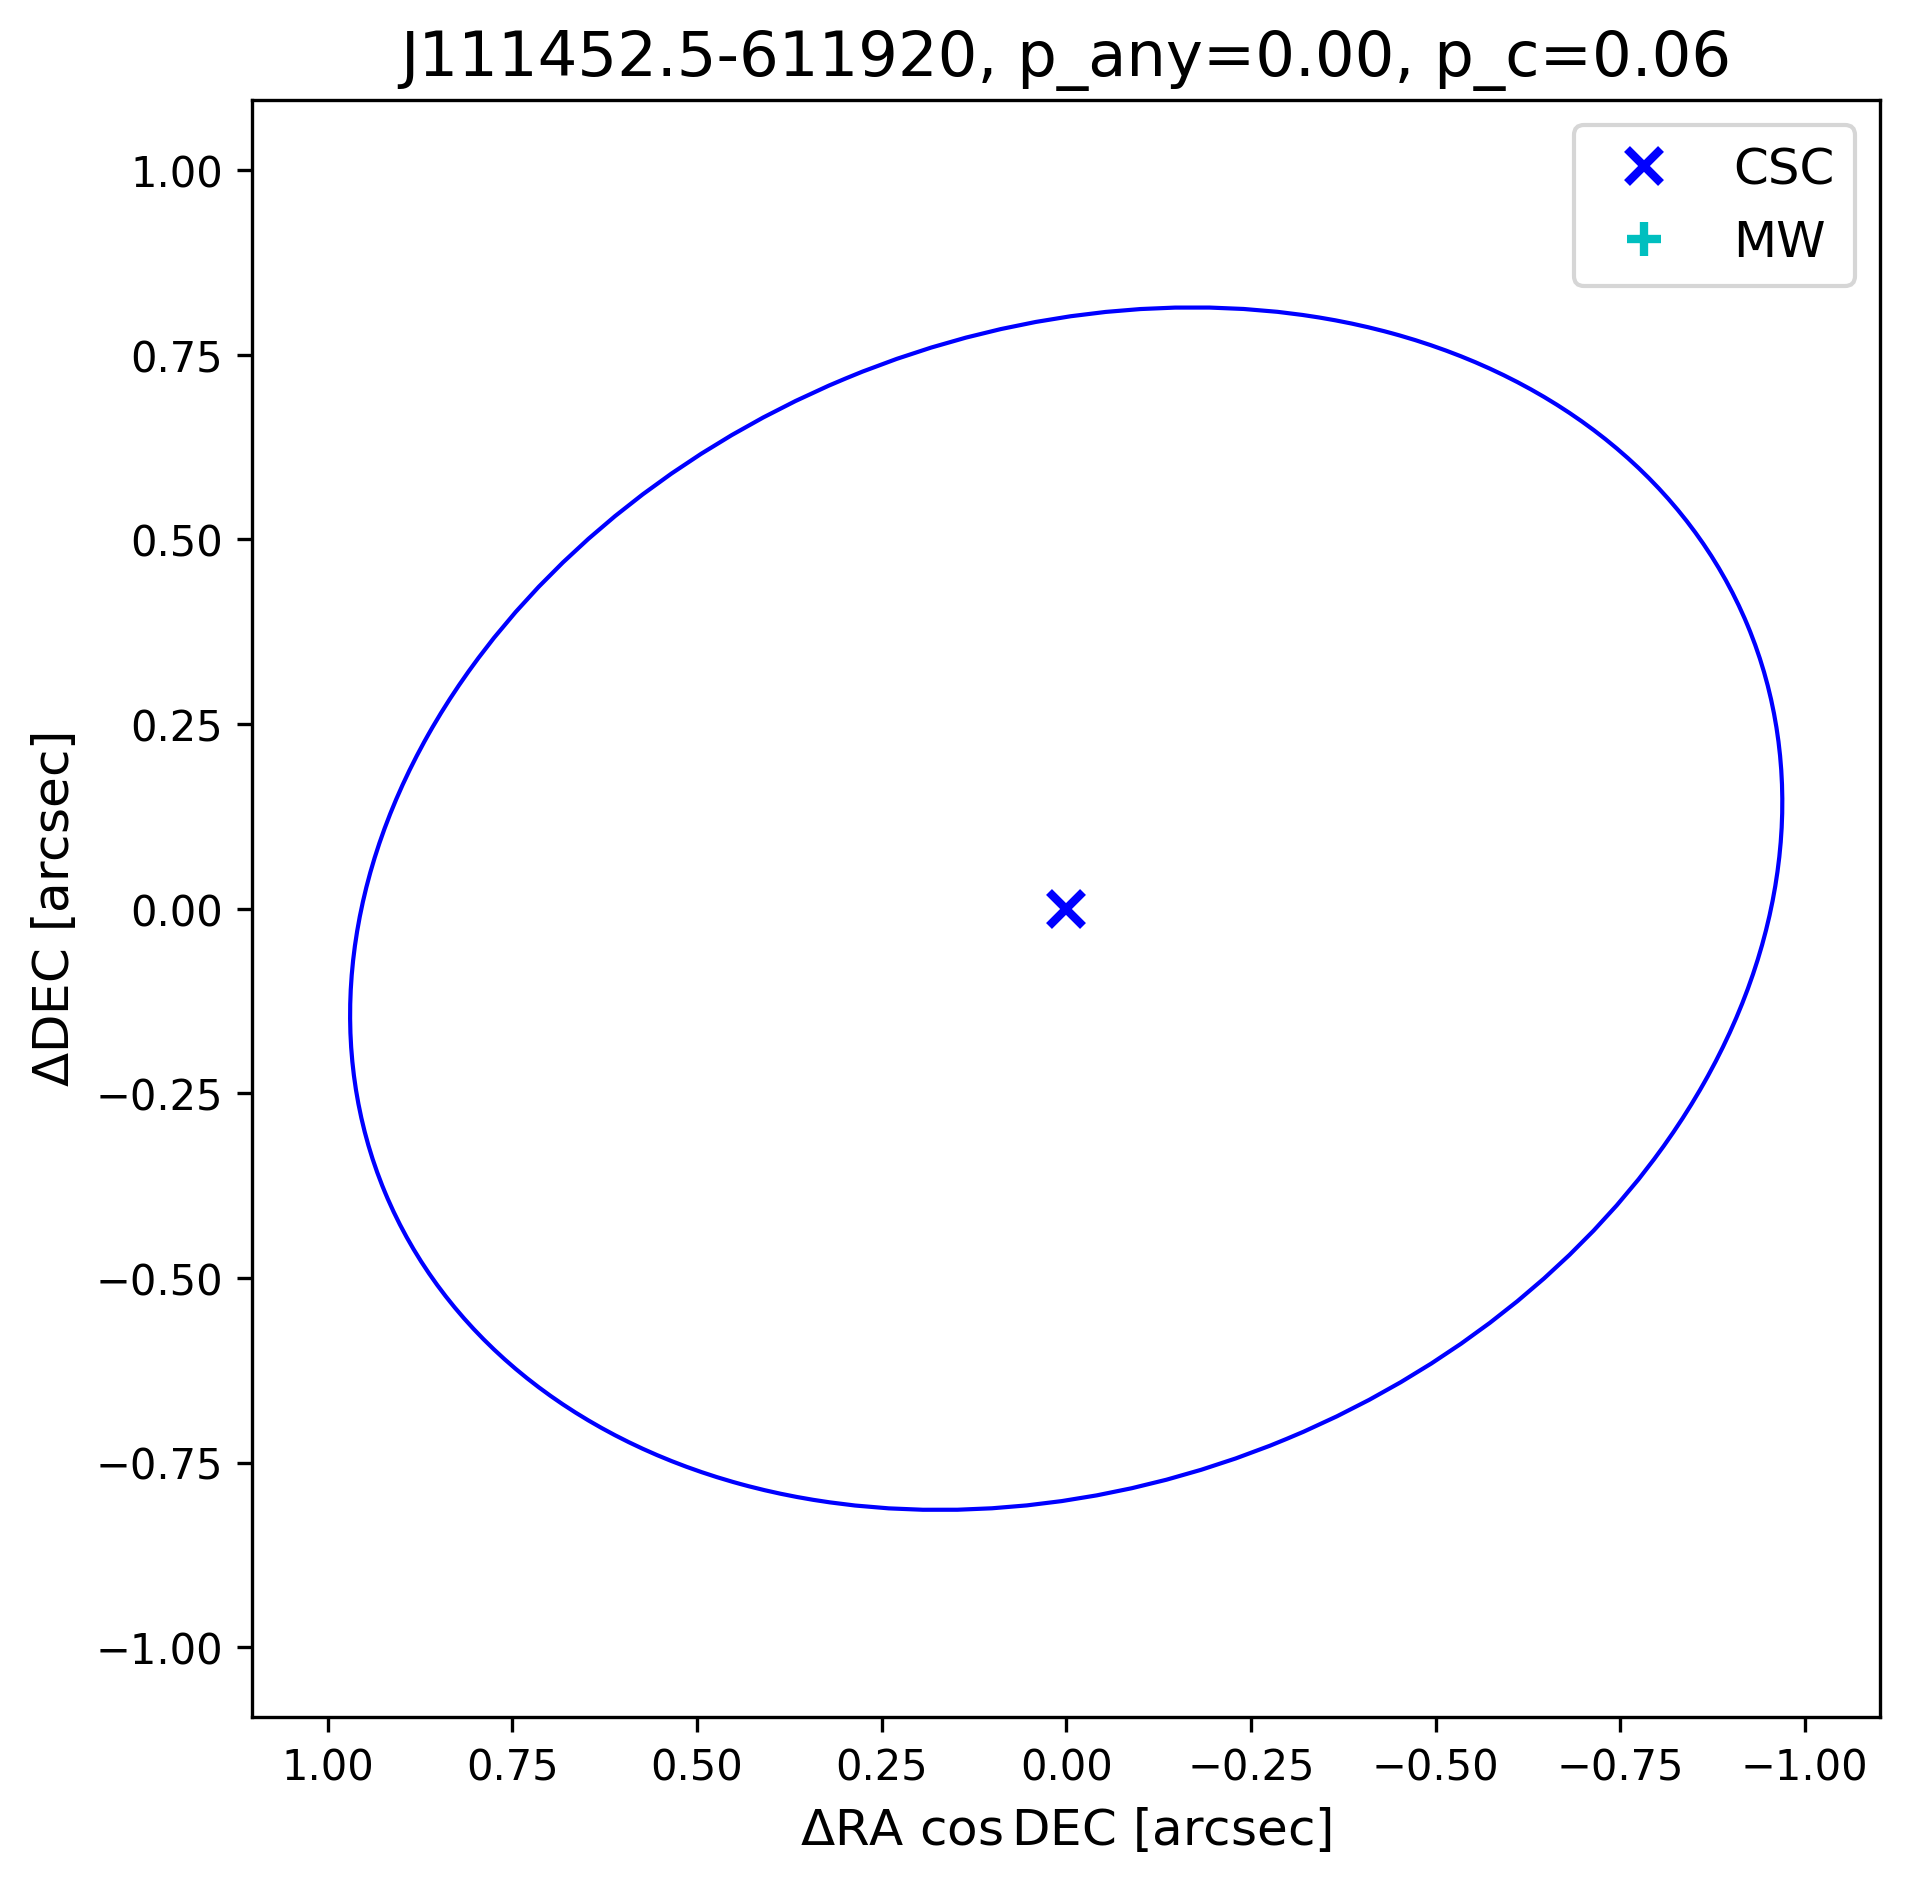 J111452.5-611920, p_any=0.00, p_c=0.06
CSC
MW
1.00
0.75
0.50
0.25
0.00
−0.25
−0.50
−0.75
−1.00
ΔDEC [arcsec]
1.00 0.75 0.50 0.25 0.00 −0.25 −0.50 −0.75 −1.00
ΔRA cos DEC [arcsec]